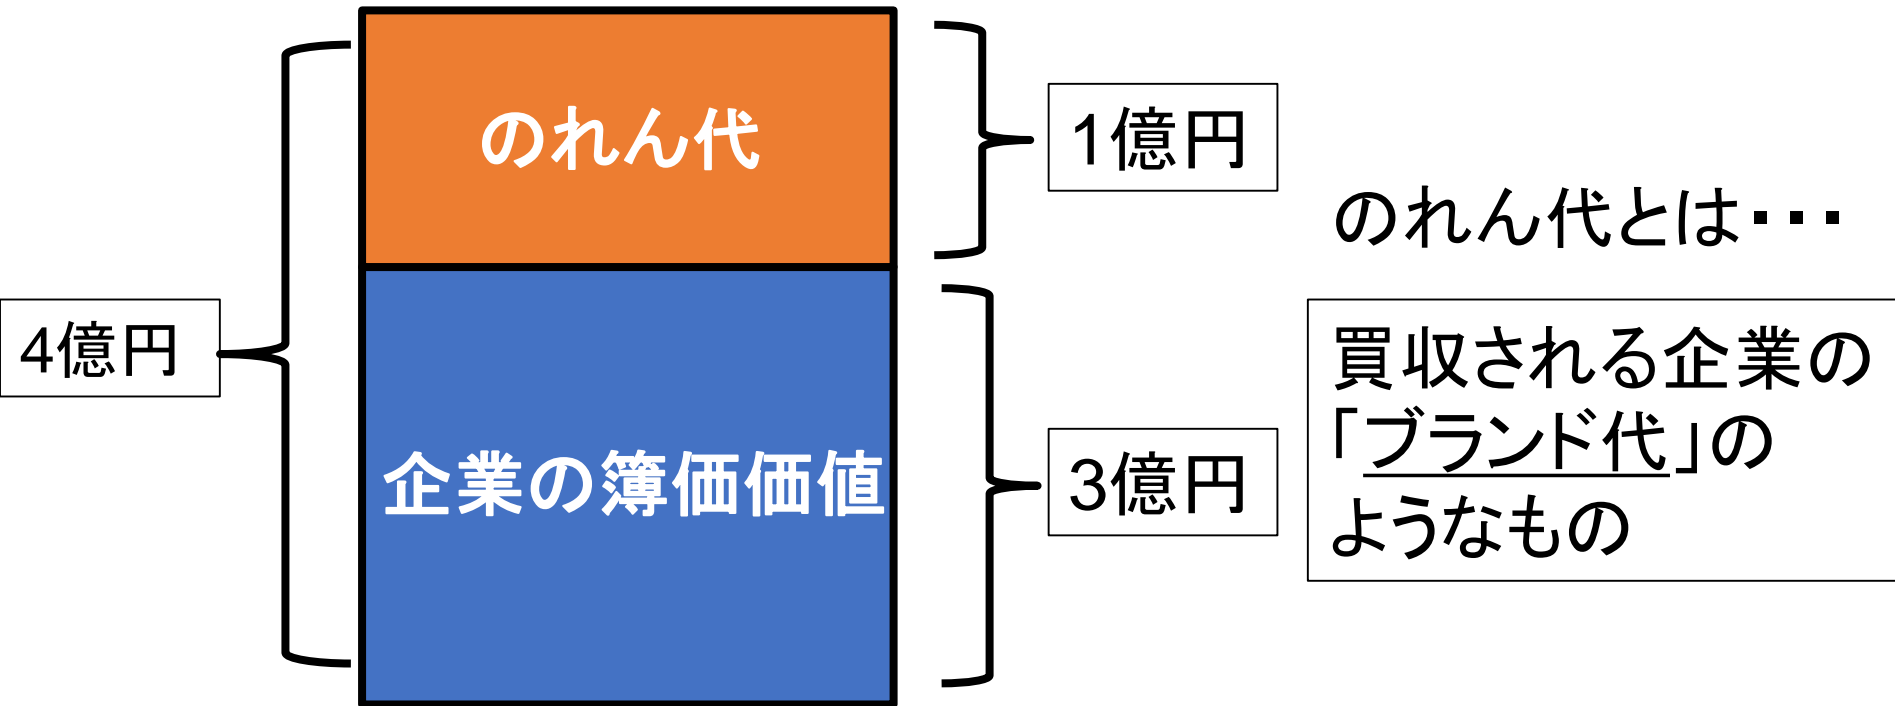 4億円
のれん代
企業の簿価価値
1億円
3億円
のれん代とは・・・
買収される企業の
「ブランド代」の
ようなもの